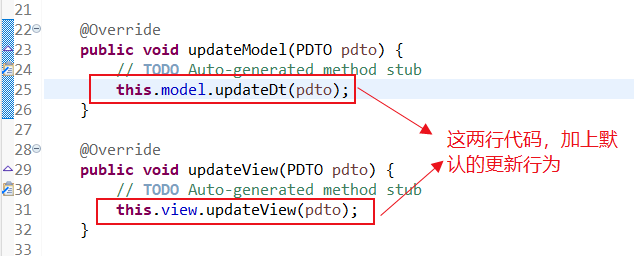 21
22 @Override
23 public void updateModel(PDTO pdto) {
24 // TODO Auto-generated method stub
25 this.model.updateDt(pdto);
26 }
27
28 @Override
29 public void updateView(PDTO pdto) {
30 // TODO Auto-generated method stub
31 this.view.updateView(pdto);
32 }
33
这两行代码，加上默
认的更新行为